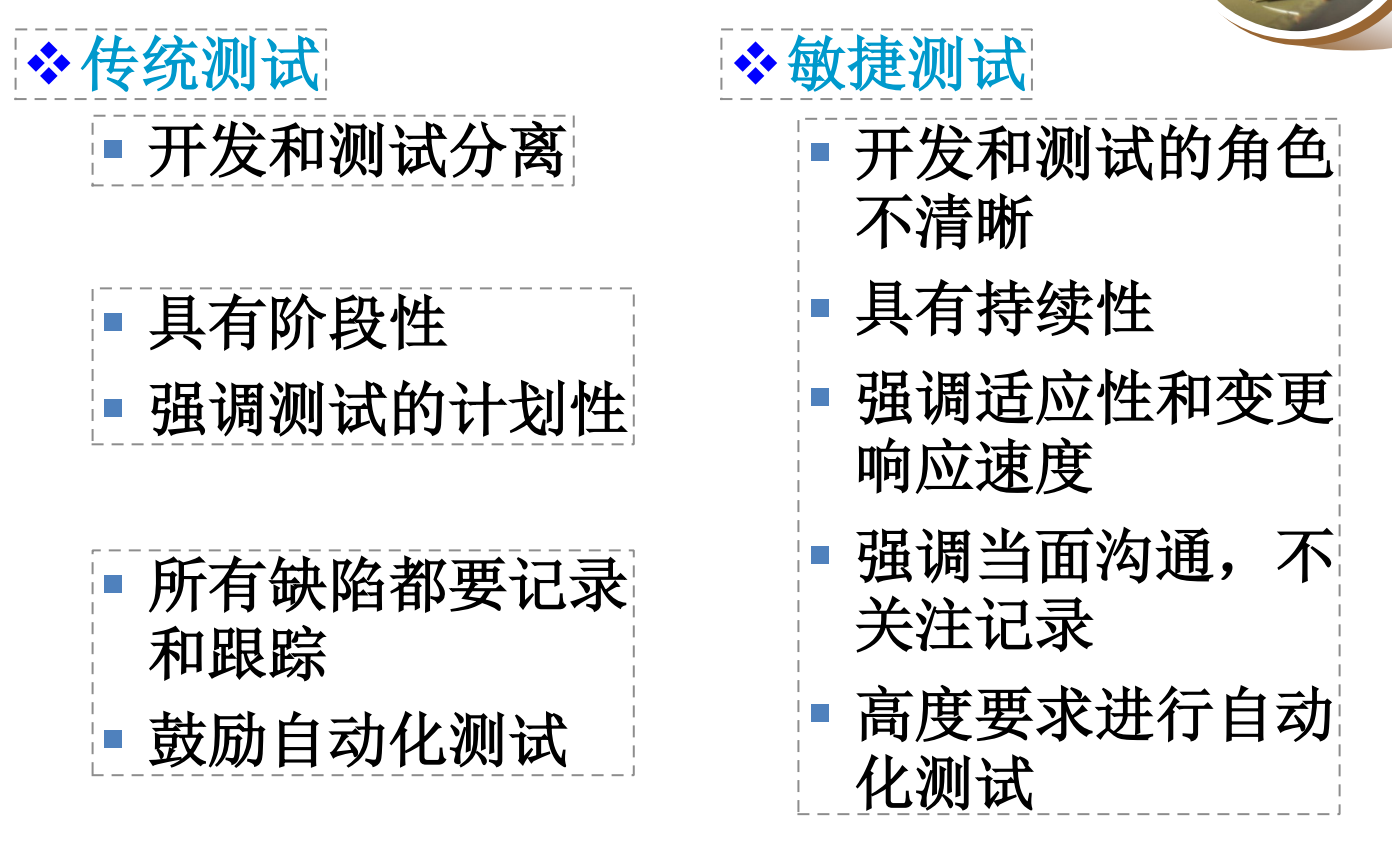 传统测试
开发和测试分离
具有阶段性
强调测试的计划性
所有缺陷都要记录
和跟踪
鼓励自动化测试
敏捷测试
开发和测试的角色
不清晰
具有持续性
强调适应性和变更
响应速度
强调当面沟通，不
关注记录
高度要求进行自动
化测试